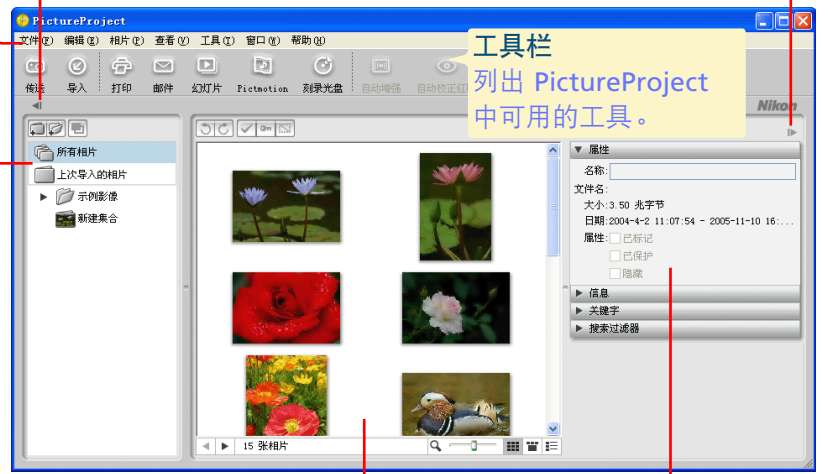 PictureProject
文件(F) 编辑(E) 相片(P) 查看(V) 工具(T) 窗口(W) 帮助(H)
工具栏
列出 PictureProject
中可用的工具。
传送 导入 打印 邮件 幻灯片 Pictmotion 刻录光盘 自动增强 自动校正红
Nikon
所有相片
上次导入的相片
示例影像
新建集合
15 张相片
属性
名称:
文件名:
大小:3.50 兆字节
日期:2004-4-2 11:07:54 - 2005-11-10 16:...
属性: 已标记
已保护
隐藏
信息
关键字
搜索过滤器